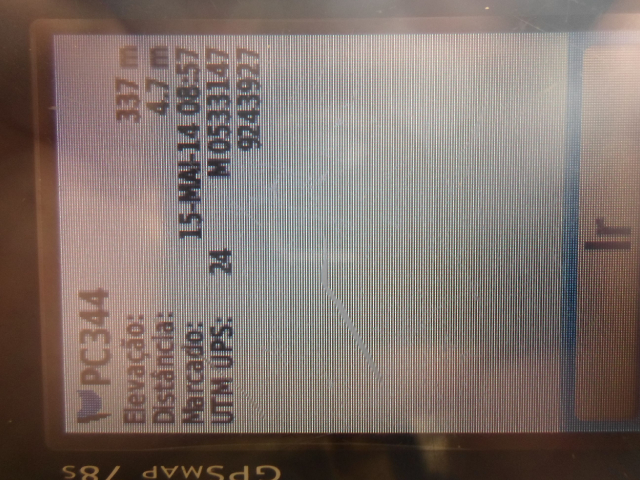 PC344
Elevação: 337 m
Distância: 4.7 m
Marcado: 15-MAI-14 08:57
UTM UPS: 24 M 0533147
9243927
Ir
GPSMAP 78s